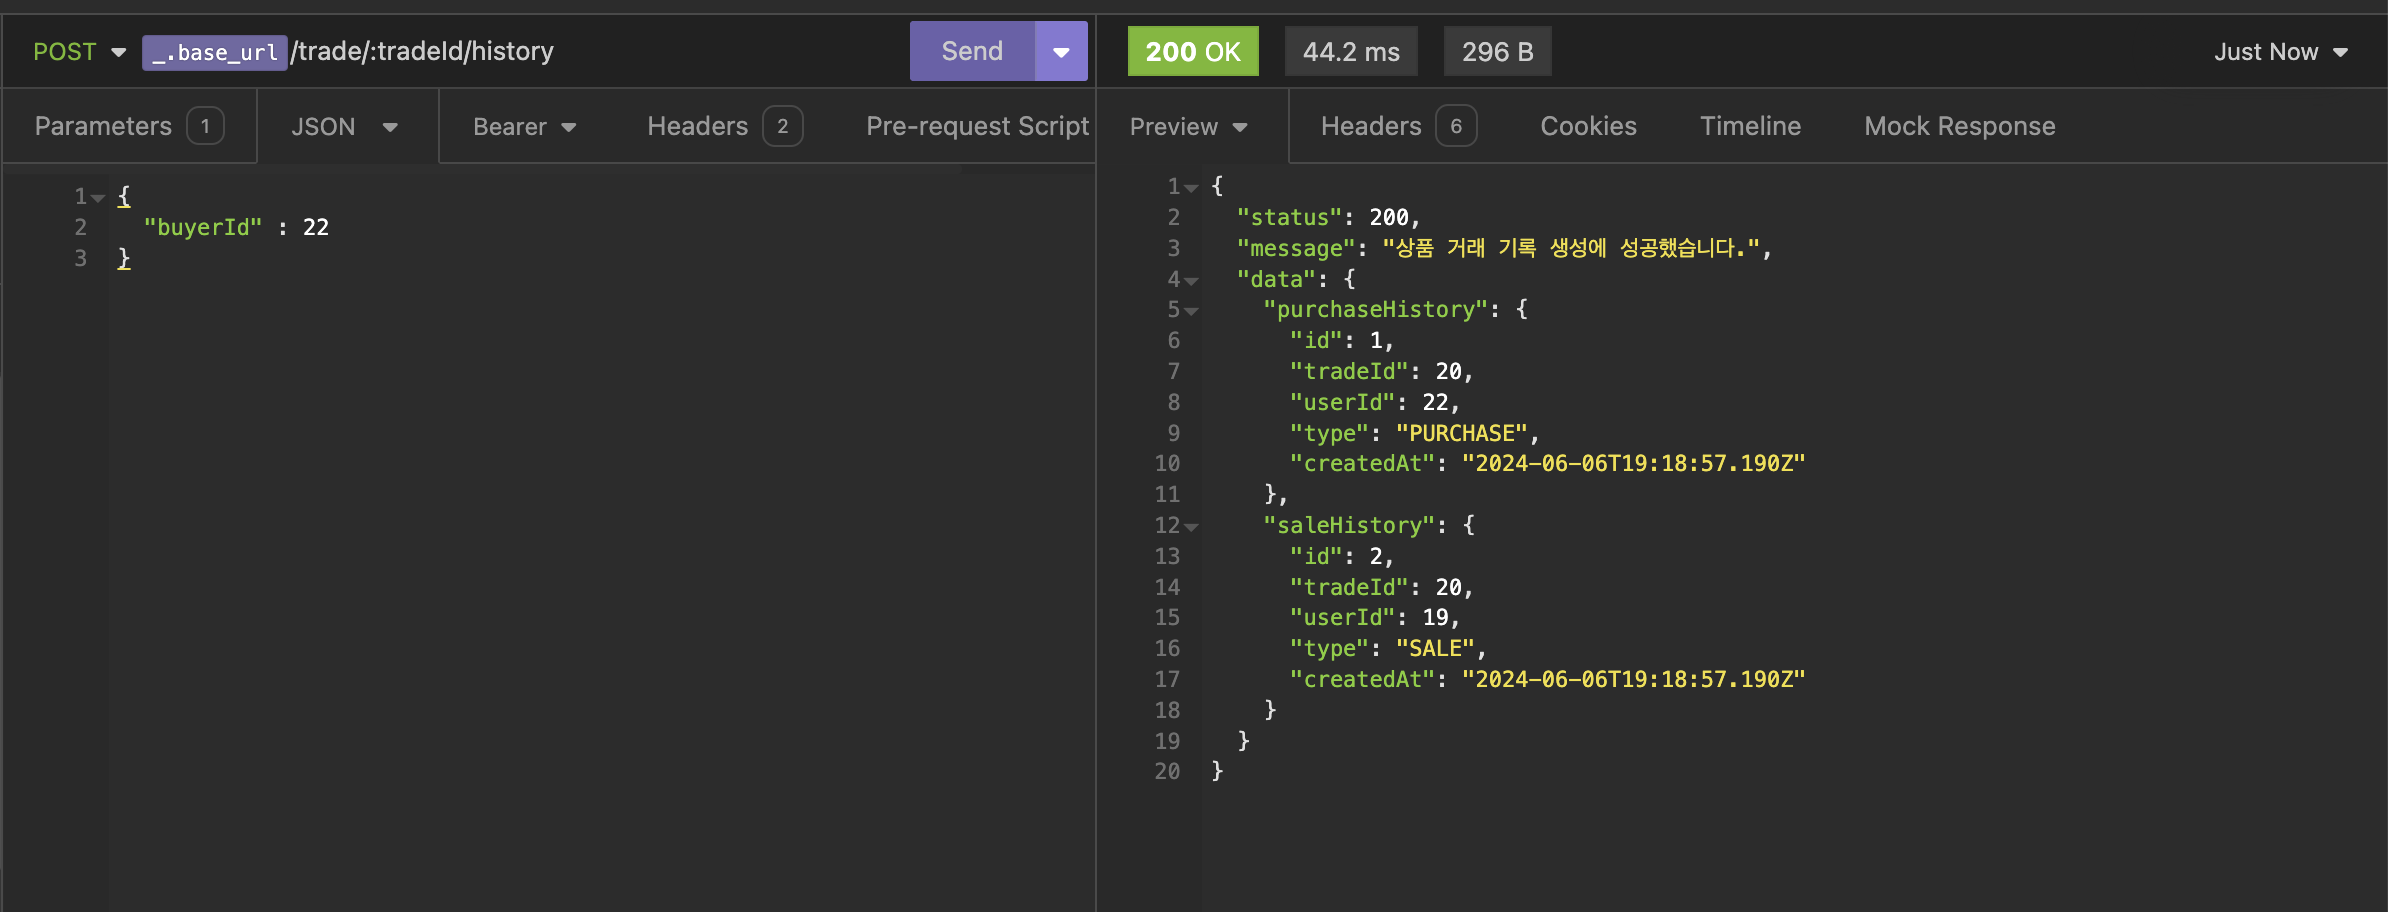 POST _.base_url/trade/:tradeId/history Send
Parameters 1 JSON Bearer Headers 2 Pre-request Script
1 {
2 "buyerId" : 22
3 }
200 OK 44.2 ms 296 B Just Now
Preview Headers 6 Cookies Timeline Mock Response
1 {
2 "status": 200,
3 "message": "상품 거래 기록 생성에 성공했습니다.",
4 "data": {
5 "purchaseHistory": {
6 "id": 1,
7 "tradeId": 20,
8 "userId": 22,
9 "type": "PURCHASE",
10 "createdAt": "2024-06-06T19:18:57.190Z"
11 },
12 "saleHistory": {
13 "id": 2,
14 "tradeId": 20,
15 "userId": 19,
16 "type": "SALE",
17 "createdAt": "2024-06-06T19:18:57.190Z"
18 }
19 }
20 }